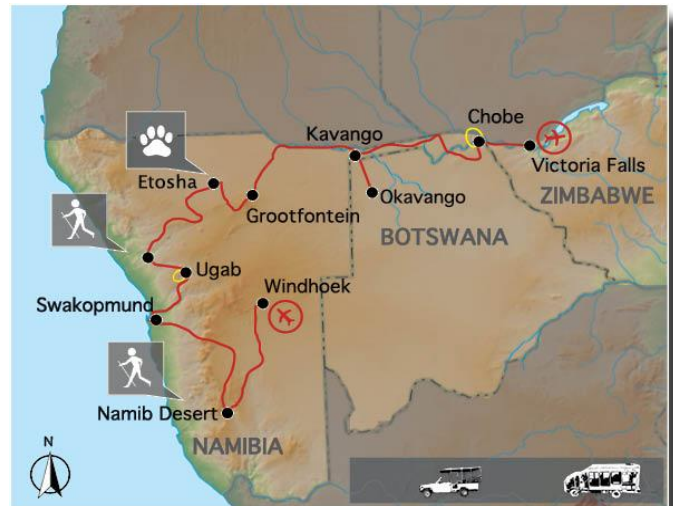 Chobe
Kavango
Victoria Falls
Etosha
ZIMBABWE
Okavango
Grootfontein
BOTSWANA
Ugab
Windhoek
Swakopmund
Namib Desert
NAMIBIA
N